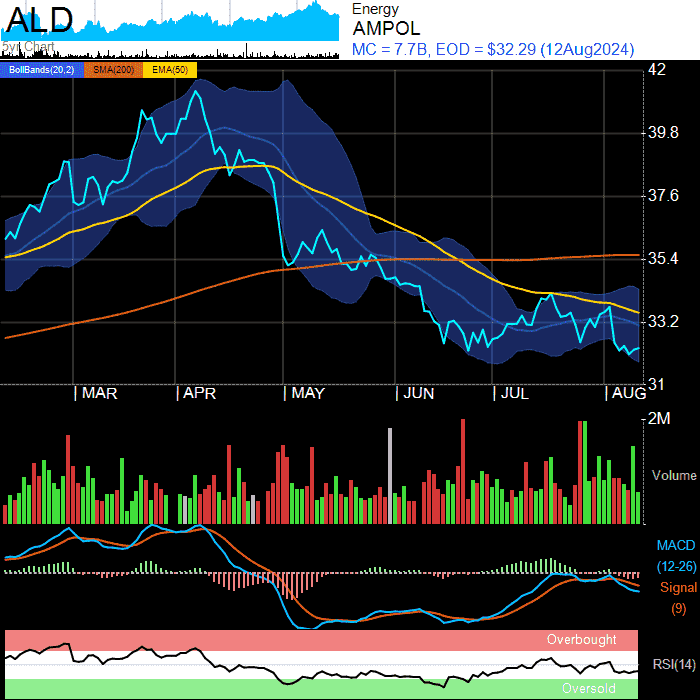 ALD
5yr Chart
Energy
AMPOL
MC = 7.7B, EOD = $32.29 (12Aug2024)
BollBands(20,2) SMA(200) EMA(50)
42
39.8
37.6
35.4
33.2
31
MAR APR MAY JUN JUL AUG
2M
Volume
MACD
(12-26)
Signal
(9)
Overbought
RSI(14)
Oversold